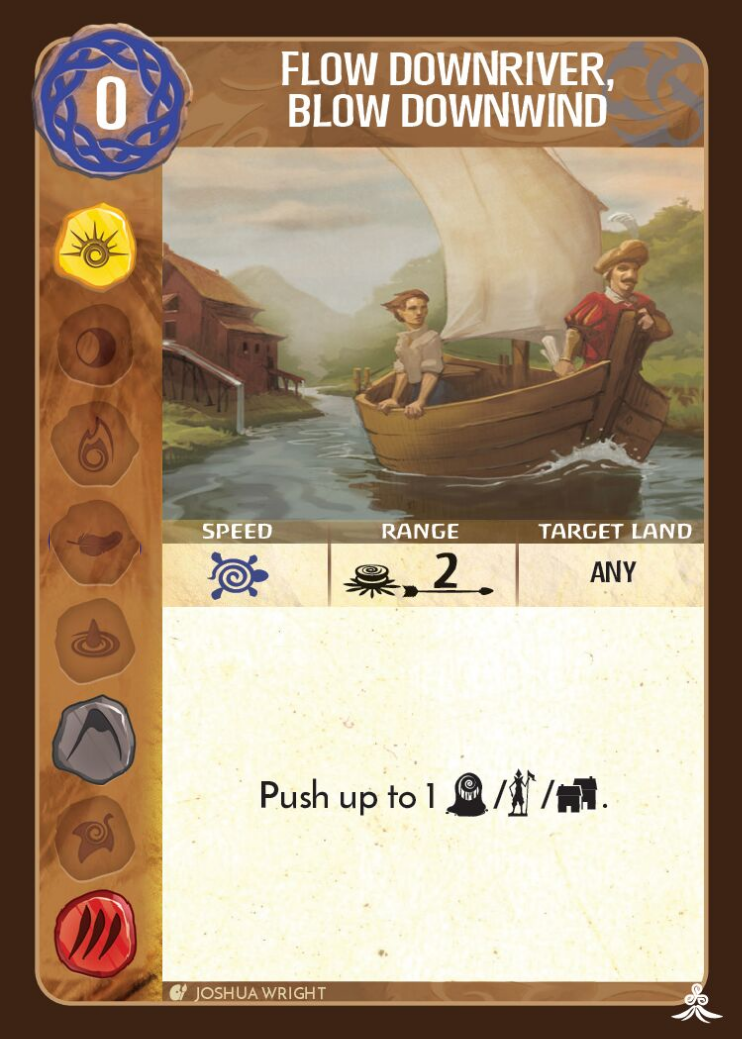 0
FLOW DOWNRIVER,
BLOW DOWNWIND
SPEED RANGE TARGET LAND
2 ANY
Push up to 1 / / .
JOSHUA WRIGHT